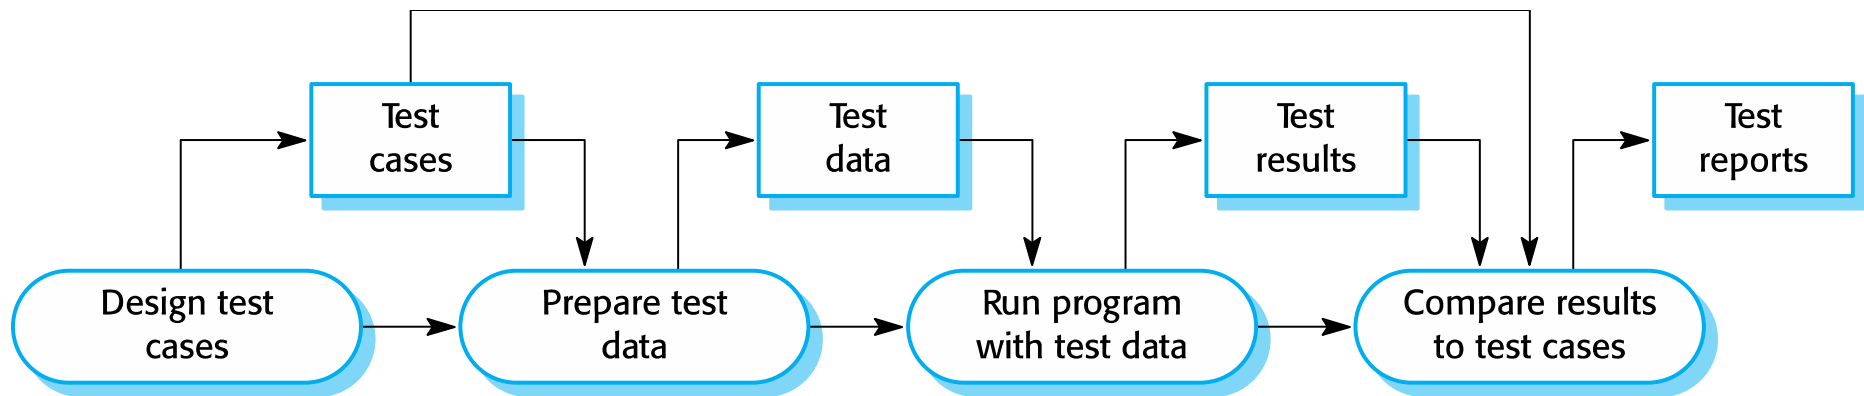 Test
cases
Test
data
Test
results
Test
reports
Design test
cases
Prepare test
data
Run program
with test data
Compare results
to test cases